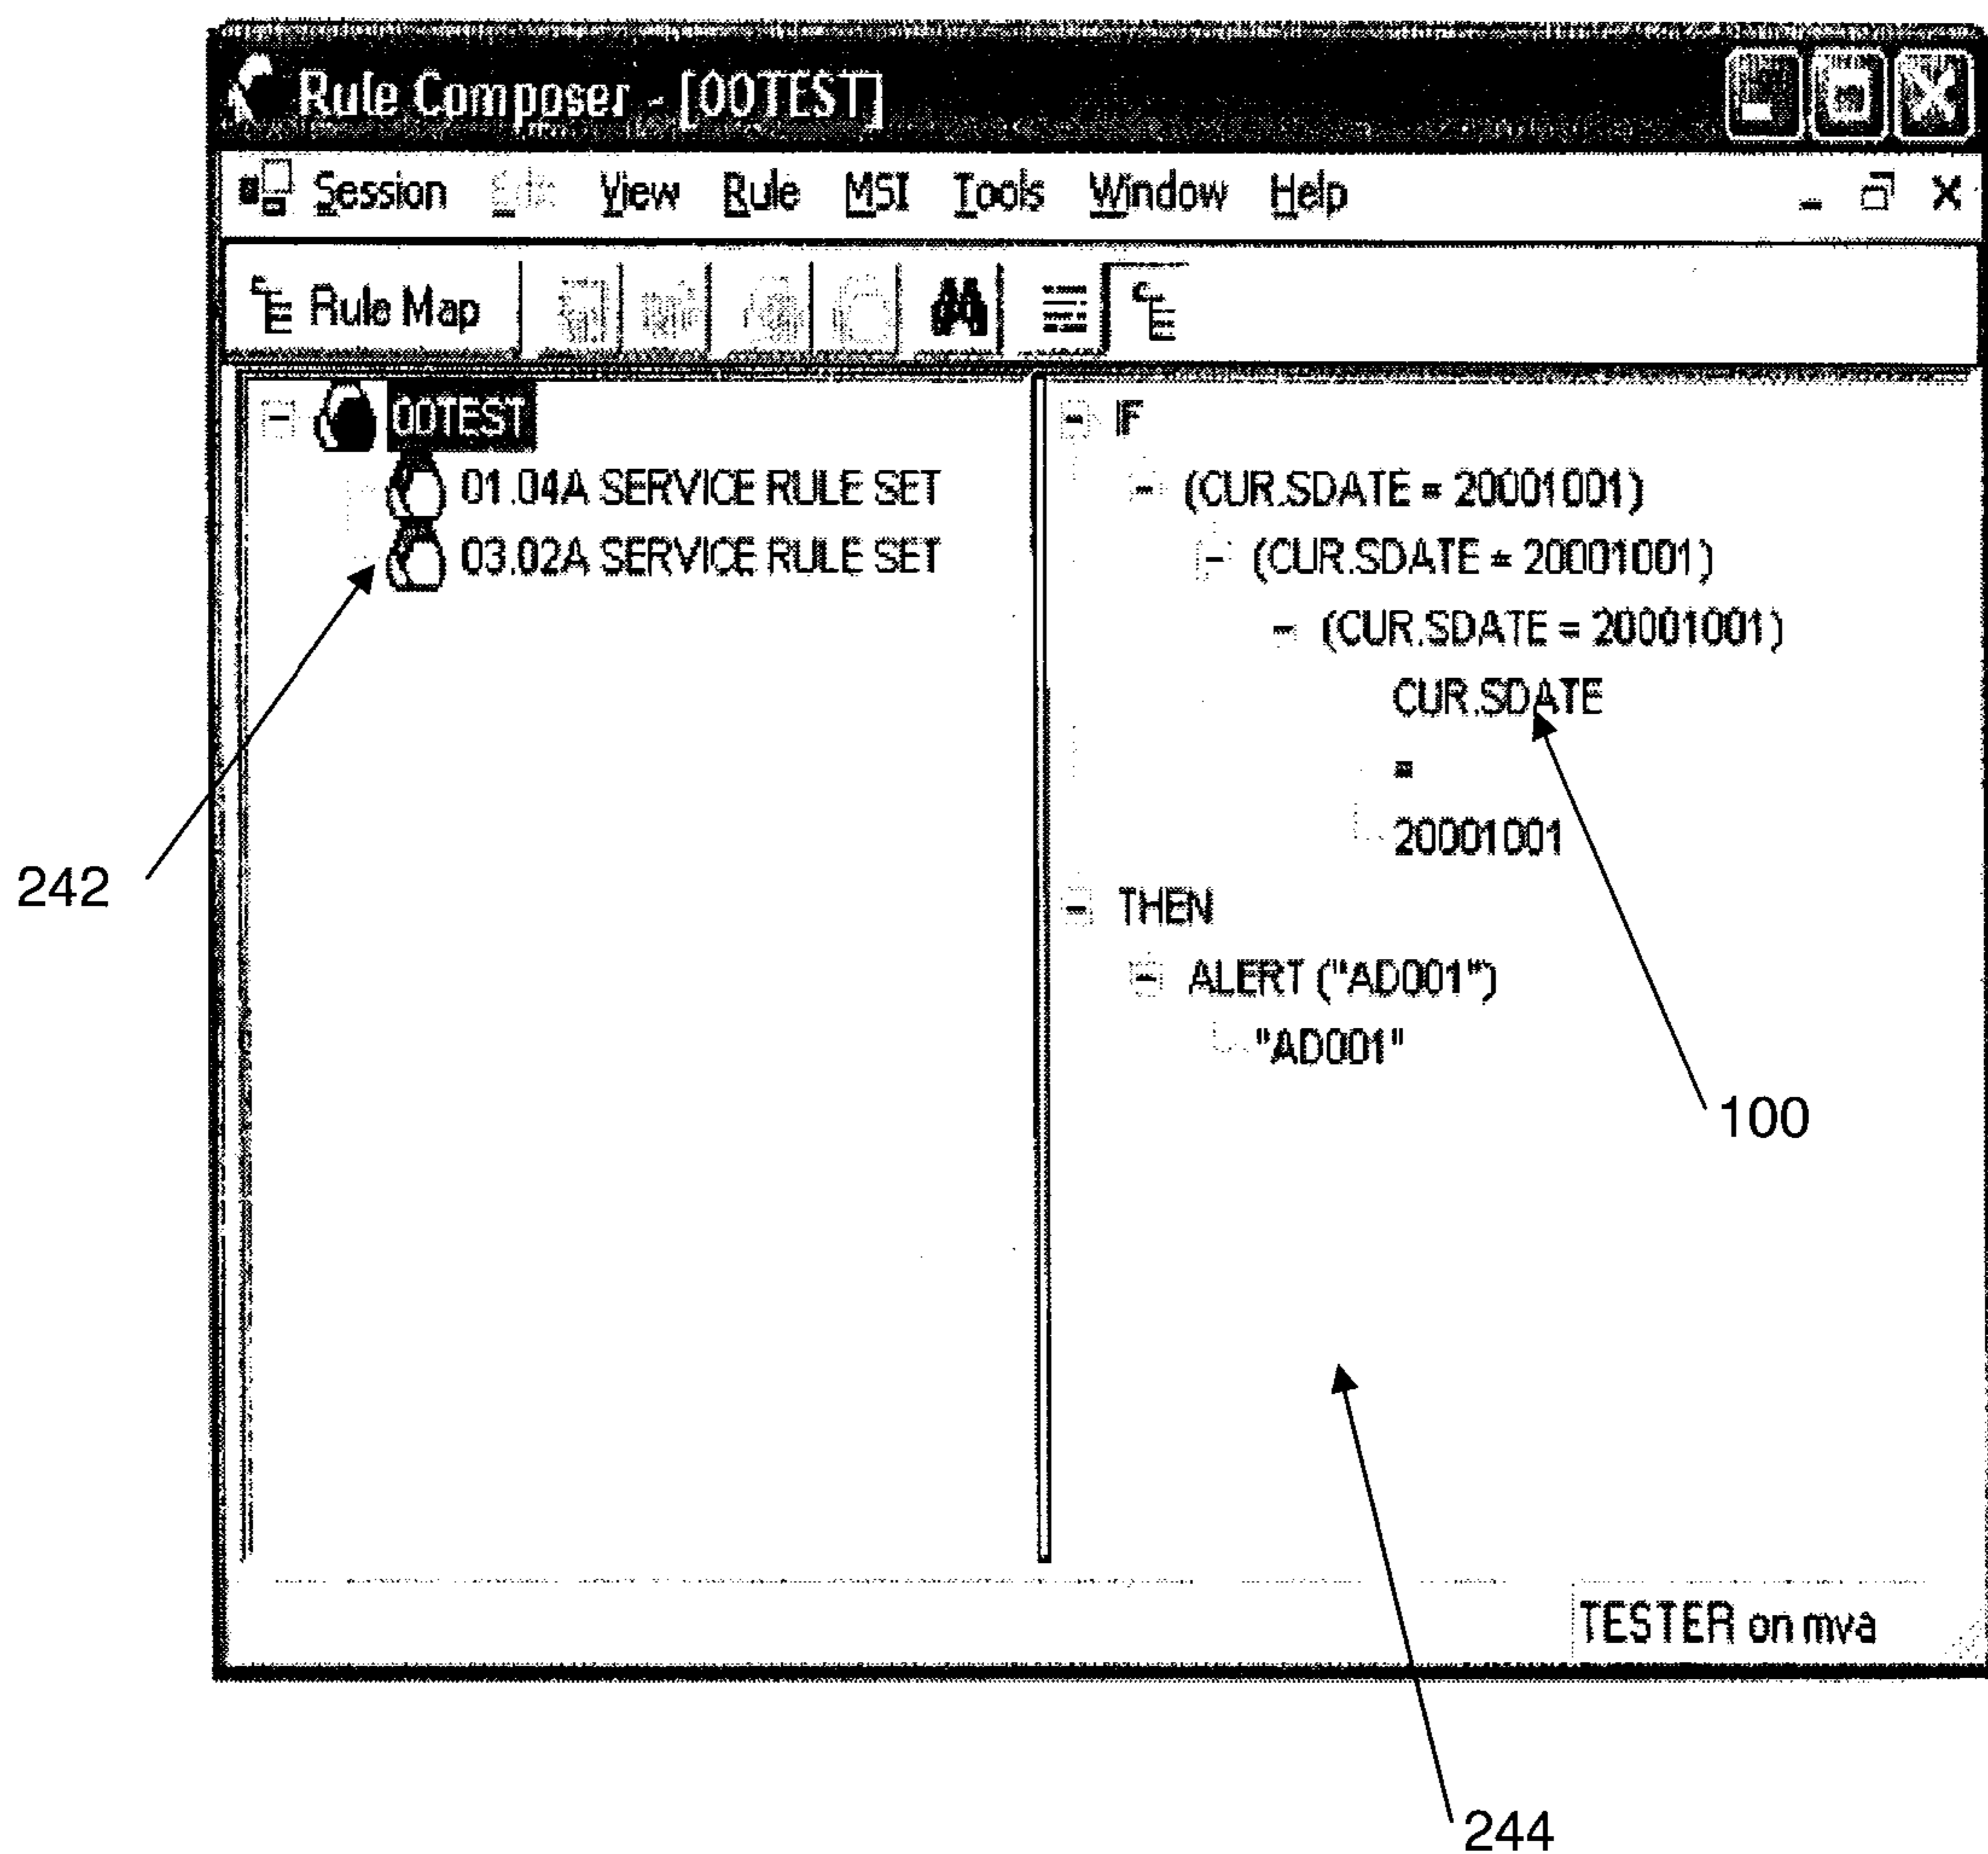 Rule Composer - [00TEST]
Session Edit View Rule MSI Tools Window Help
Rule Map
00TEST
01.04A SERVICE RULE SET
03.02A SERVICE RULE SET
IF
(CUR.SDATE = 20001001)
(CUR.SDATE = 20001001)
(CUR.SDATE = 20001001)
CUR.SDATE
=
20001001
THEN
ALERT ("AD001")
"AD001"
242
100
TESTER on mva
244